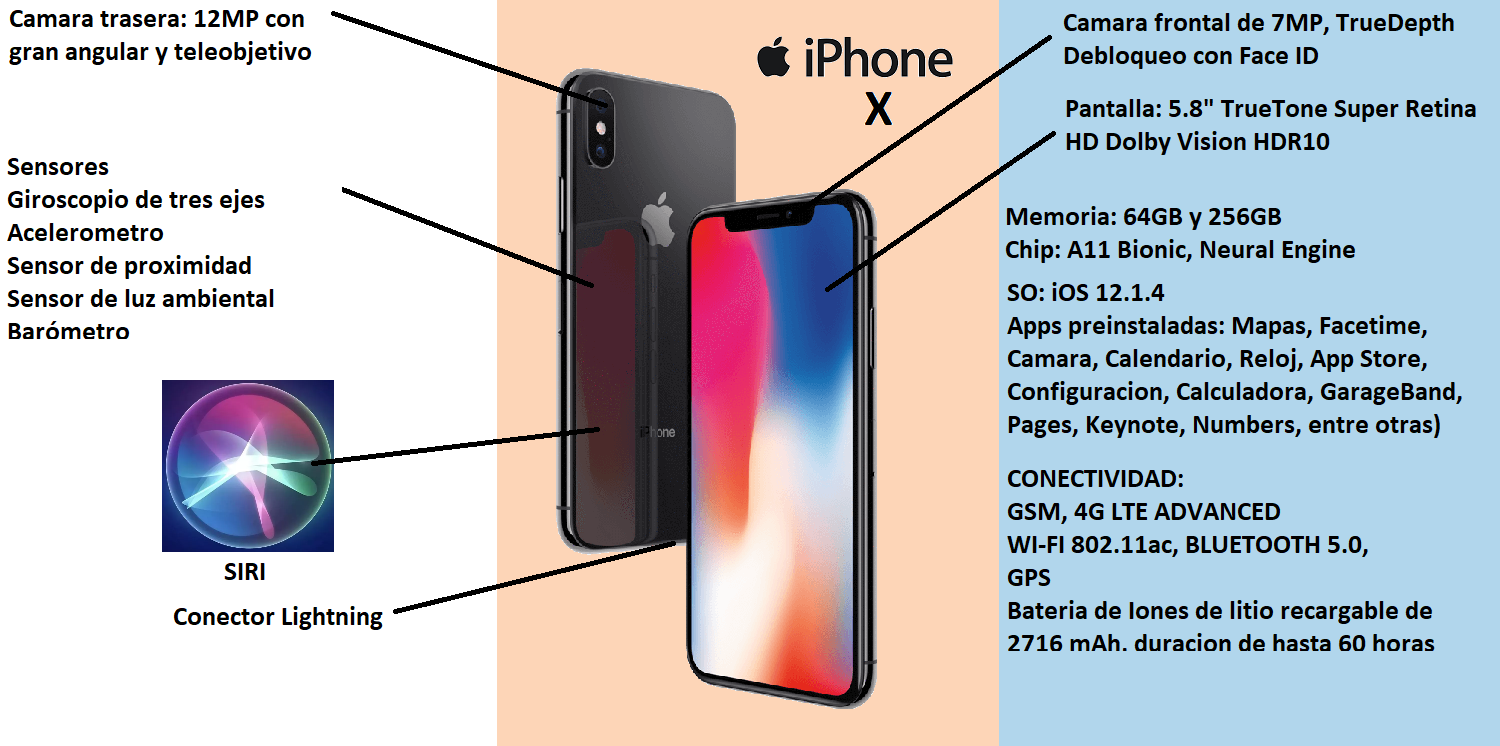 Camara trasera: 12MP con
gran angular y teleobjetivo
Sensores
Giroscopio de tres ejes
Acelerometro
Sensor de proximidad
Sensor de luz ambiental
Barómetro
SIRI
Conector Lightning
iPhone
X
iPhone
Camara frontal de 7MP, TrueDepth
Debloqueo con Face ID
Pantalla: 5.8" TrueTone Super Retina
HD Dolby Vision HDR10
Memoria: 64GB y 256GB
Chip: A11 Bionic, Neural Engine
SO: iOS 12.1.4
Apps preinstaladas: Mapas, Facetime,
Camara, Calendario, Reloj, App Store,
Configuracion, Calculadora, GarageBand,
Pages, Keynote, Numbers, entre otras)
CONECTIVIDAD:
GSM, 4G LTE ADVANCED
WI-FI 802.11ac, BLUETOOTH 5.0,
GPS
Bateria de Iones de litio recargable de
2716 mAh. duracion de hasta 60 horas